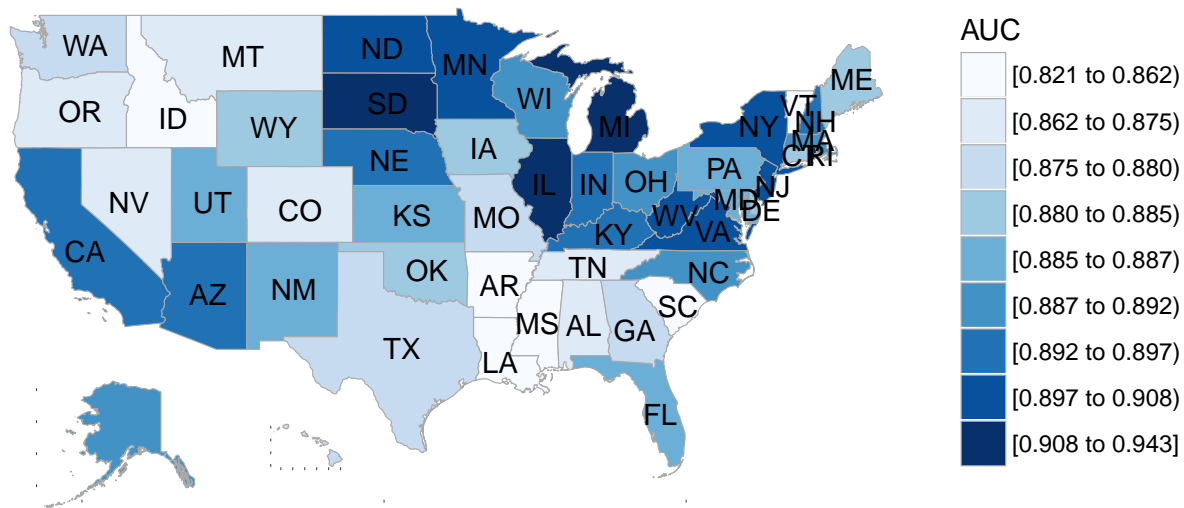 AUC
[0.821 to 0.862)
[0.862 to 0.875)
[0.875 to 0.880)
[0.880 to 0.885)
[0.885 to 0.887)
[0.887 to 0.892)
[0.892 to 0.897)
[0.897 to 0.908)
[0.908 to 0.943]
WA
MT
ND
MN
ME
OR
ID
SD
WI
VT
NH
WY
MI
NY
MA
NE
IA
CT
RI
PA
NV
UT
CO
IL
IN
OH
NJ
KS
MO
MD
DE
WV
VA
CA
KY
OK
TN
NC
AZ
NM
AR
SC
MS
AL
GA
TX
LA
FL